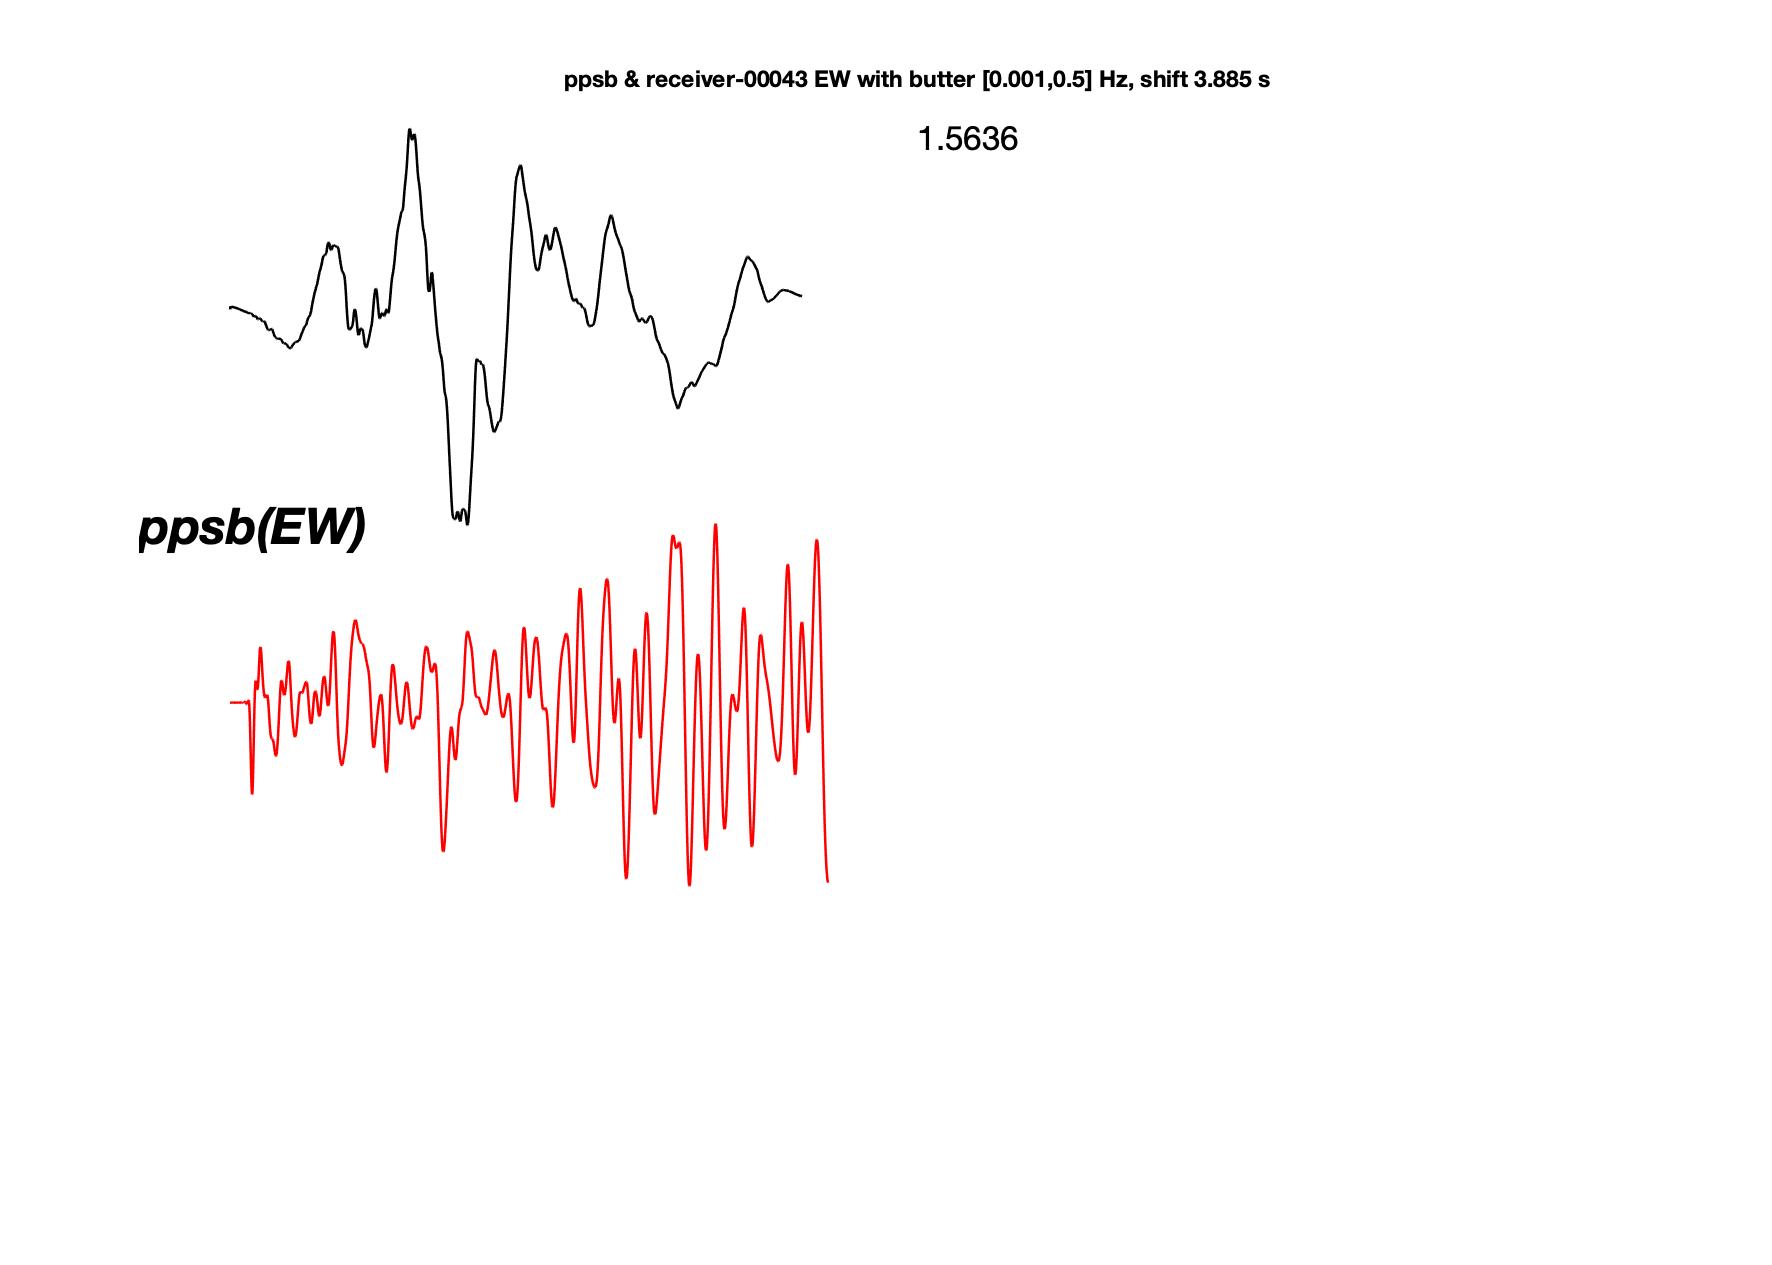 ppsb & receiver-00043 EW with butter [0.001,0.5] Hz, shift 3.885 s
1.5636
ppsb(EW)